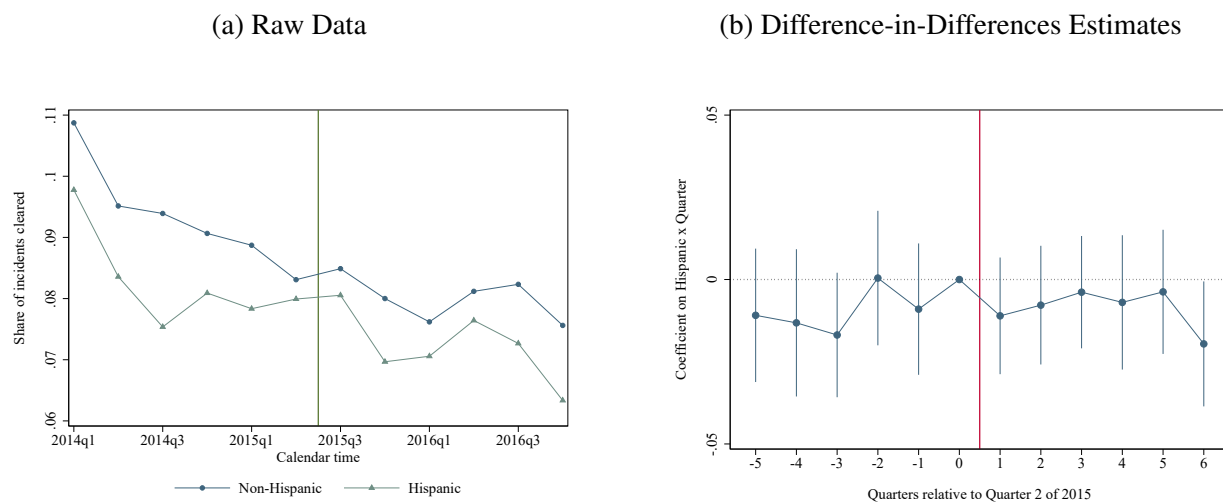 (a) Raw Data
Share of incidents cleared
.11
.1
.09
.08
.07
.06
2014q1 2014q3 2015q1 2015q3 2016q1 2016q3
Calendar time
Non-Hispanic Hispanic
(b) Difference-in-Differences Estimates
Coefficient on Hispanic x Quarter
.05
0
-.05
-5 -4 -3 -2 -1 0 1 2 3 4 5 6
Quarters relative to Quarter 2 of 2015